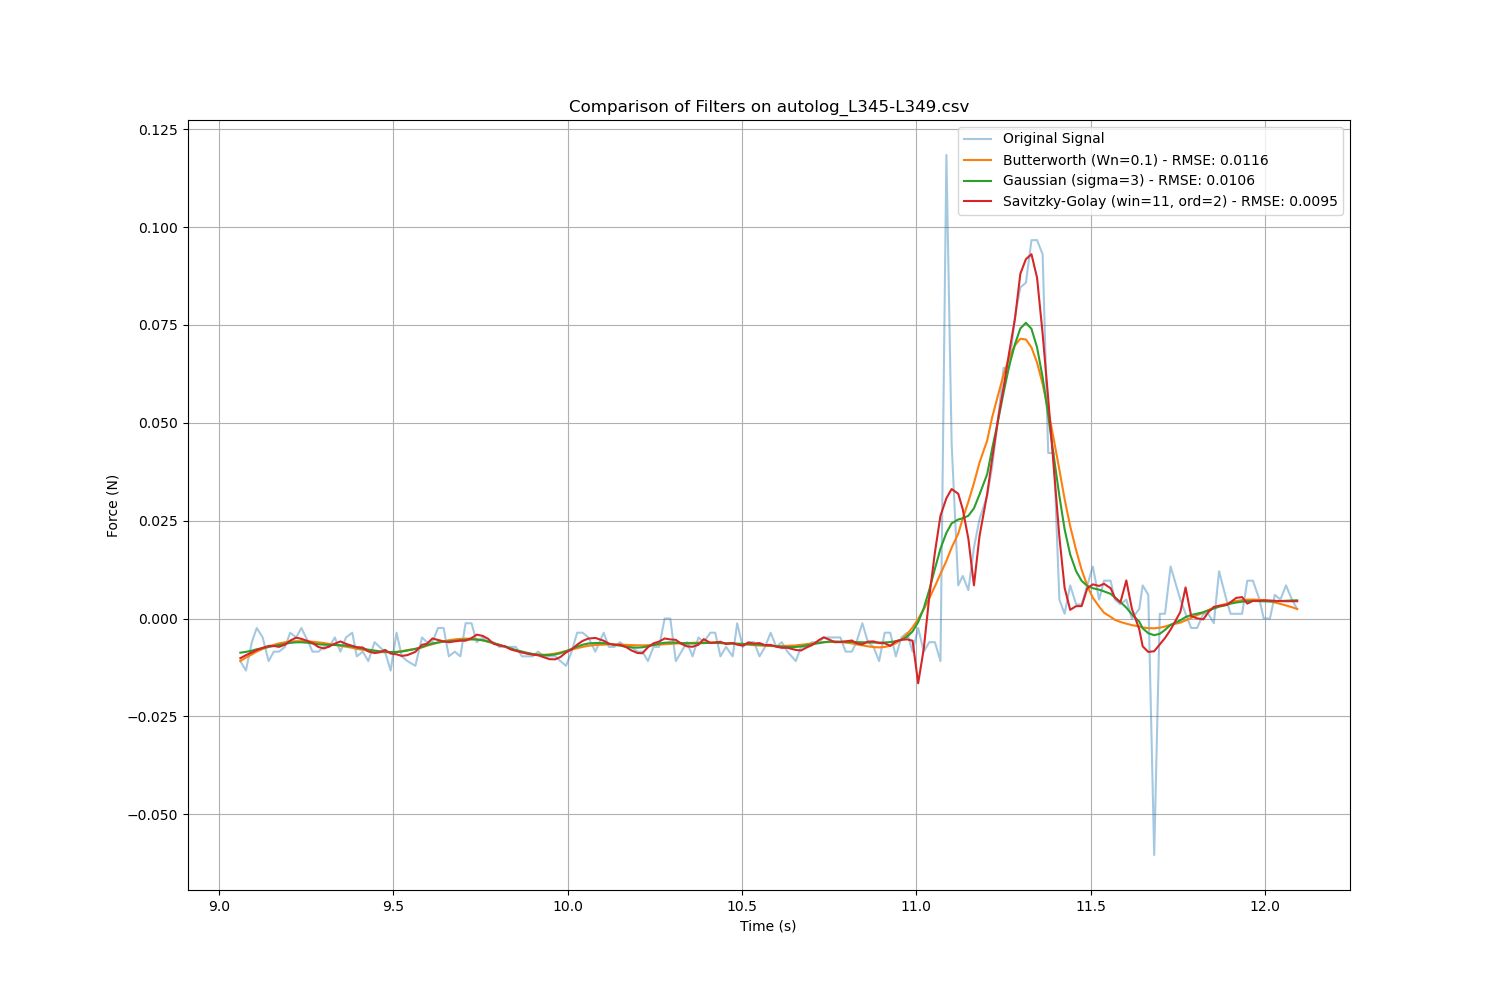 Comparison of Filters on autolog_L345-L349.csv
Original Signal
Butterworth (Wn=0.1) - RMSE: 0.0116
Gaussian (sigma=3) - RMSE: 0.0106
Savitzky-Golay (win=11, ord=2) - RMSE: 0.0095
0.125
0.100
0.075
0.050
0.025
0.000
−0.025
−0.050
Force (N)
9.0 9.5 10.0 10.5 11.0 11.5 12.0
Time (s)